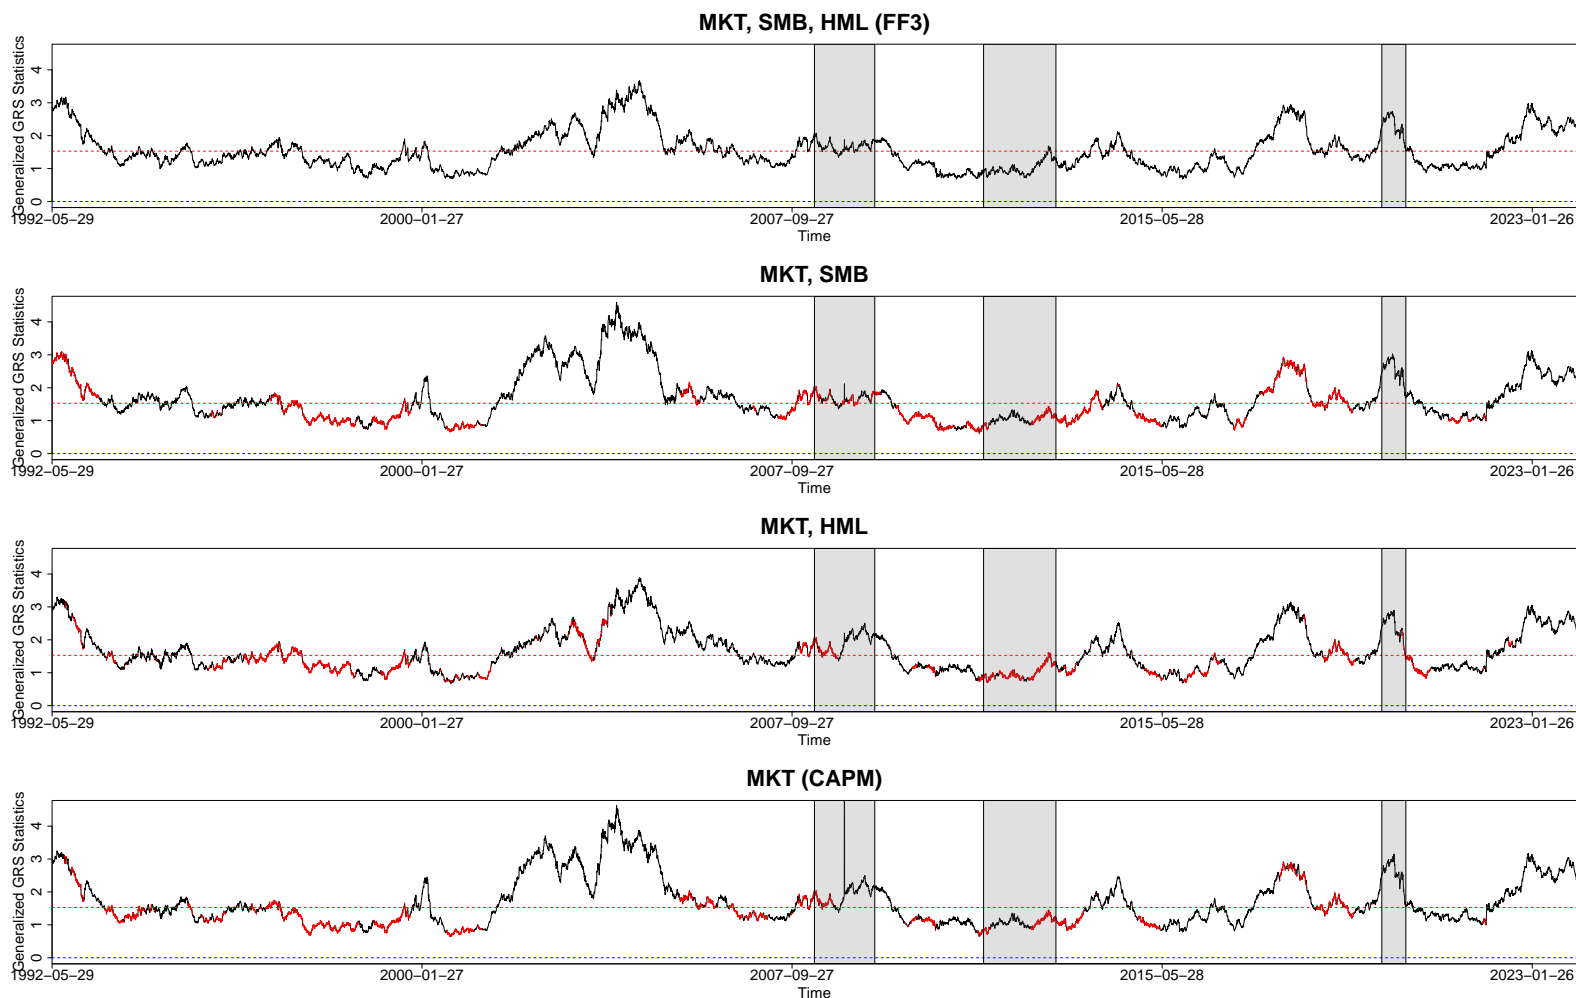 MKT, SMB, HML (FF3)
Generalized GRS Statistics
4
3
2
1
0
1992−05−29 2000−01−27 2007−09−27 2015−05−28 2023−01−26
Time
MKT, SMB
Generalized GRS Statistics
4
3
2
1
0
1992−05−29 2000−01−27 2007−09−27 2015−05−28 2023−01−26
Time
MKT, HML
Generalized GRS Statistics
4
3
2
1
0
1992−05−29 2000−01−27 2007−09−27 2015−05−28 2023−01−26
Time
MKT (CAPM)
Generalized GRS Statistics
4
3
2
1
0
1992−05−29 2000−01−27 2007−09−27 2015−05−28 2023−01−26
Time